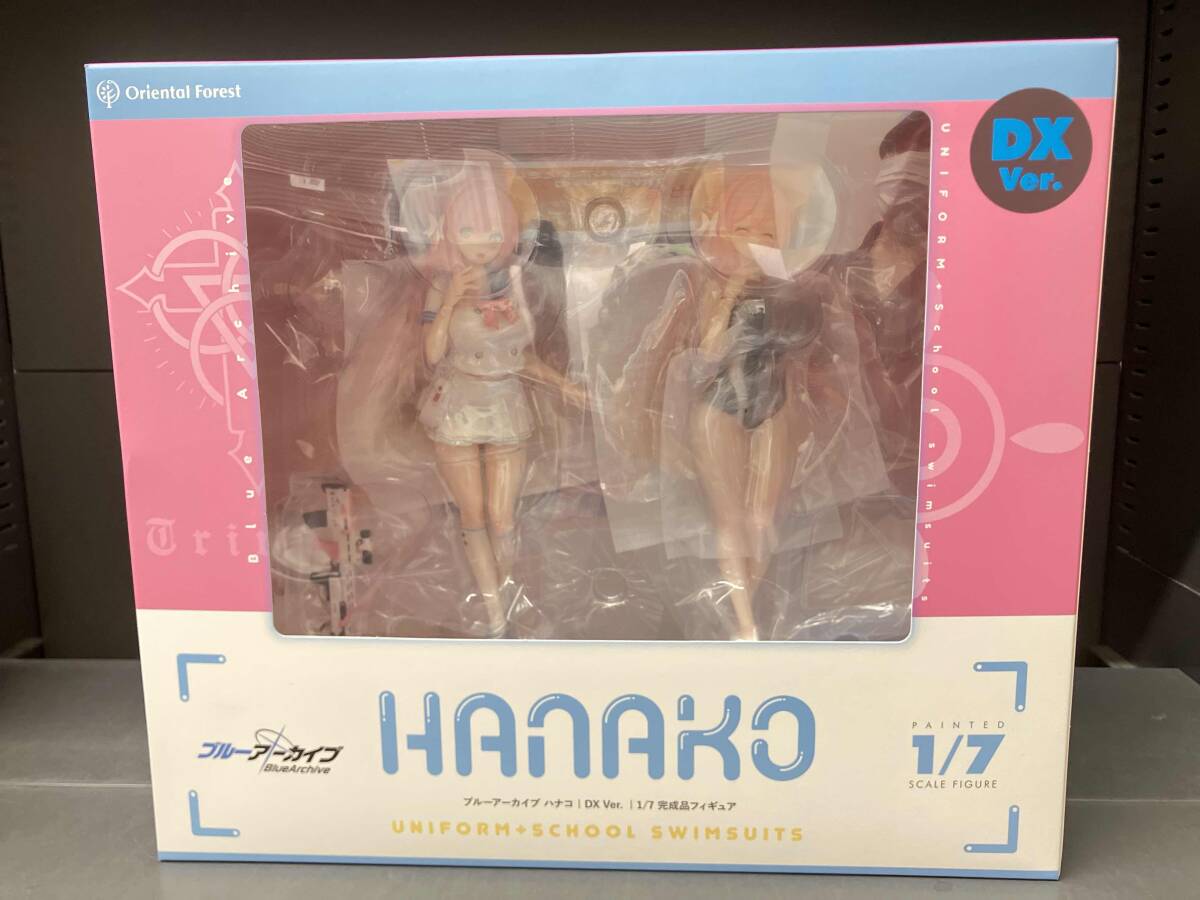 Oriental Forest
DX
Ver.
Blue Archive
UNIFORM+School swimsuits
Tri
HANAKO
ブルーアーカイブ
BlueArchive
PAINTED
1/7
SCALE FIGURE
ブルーアーカイブ ハナコ | DX Ver. | 1/7 完成品フィギュア
UNIFORM+SCHOOL SWIMSUITS